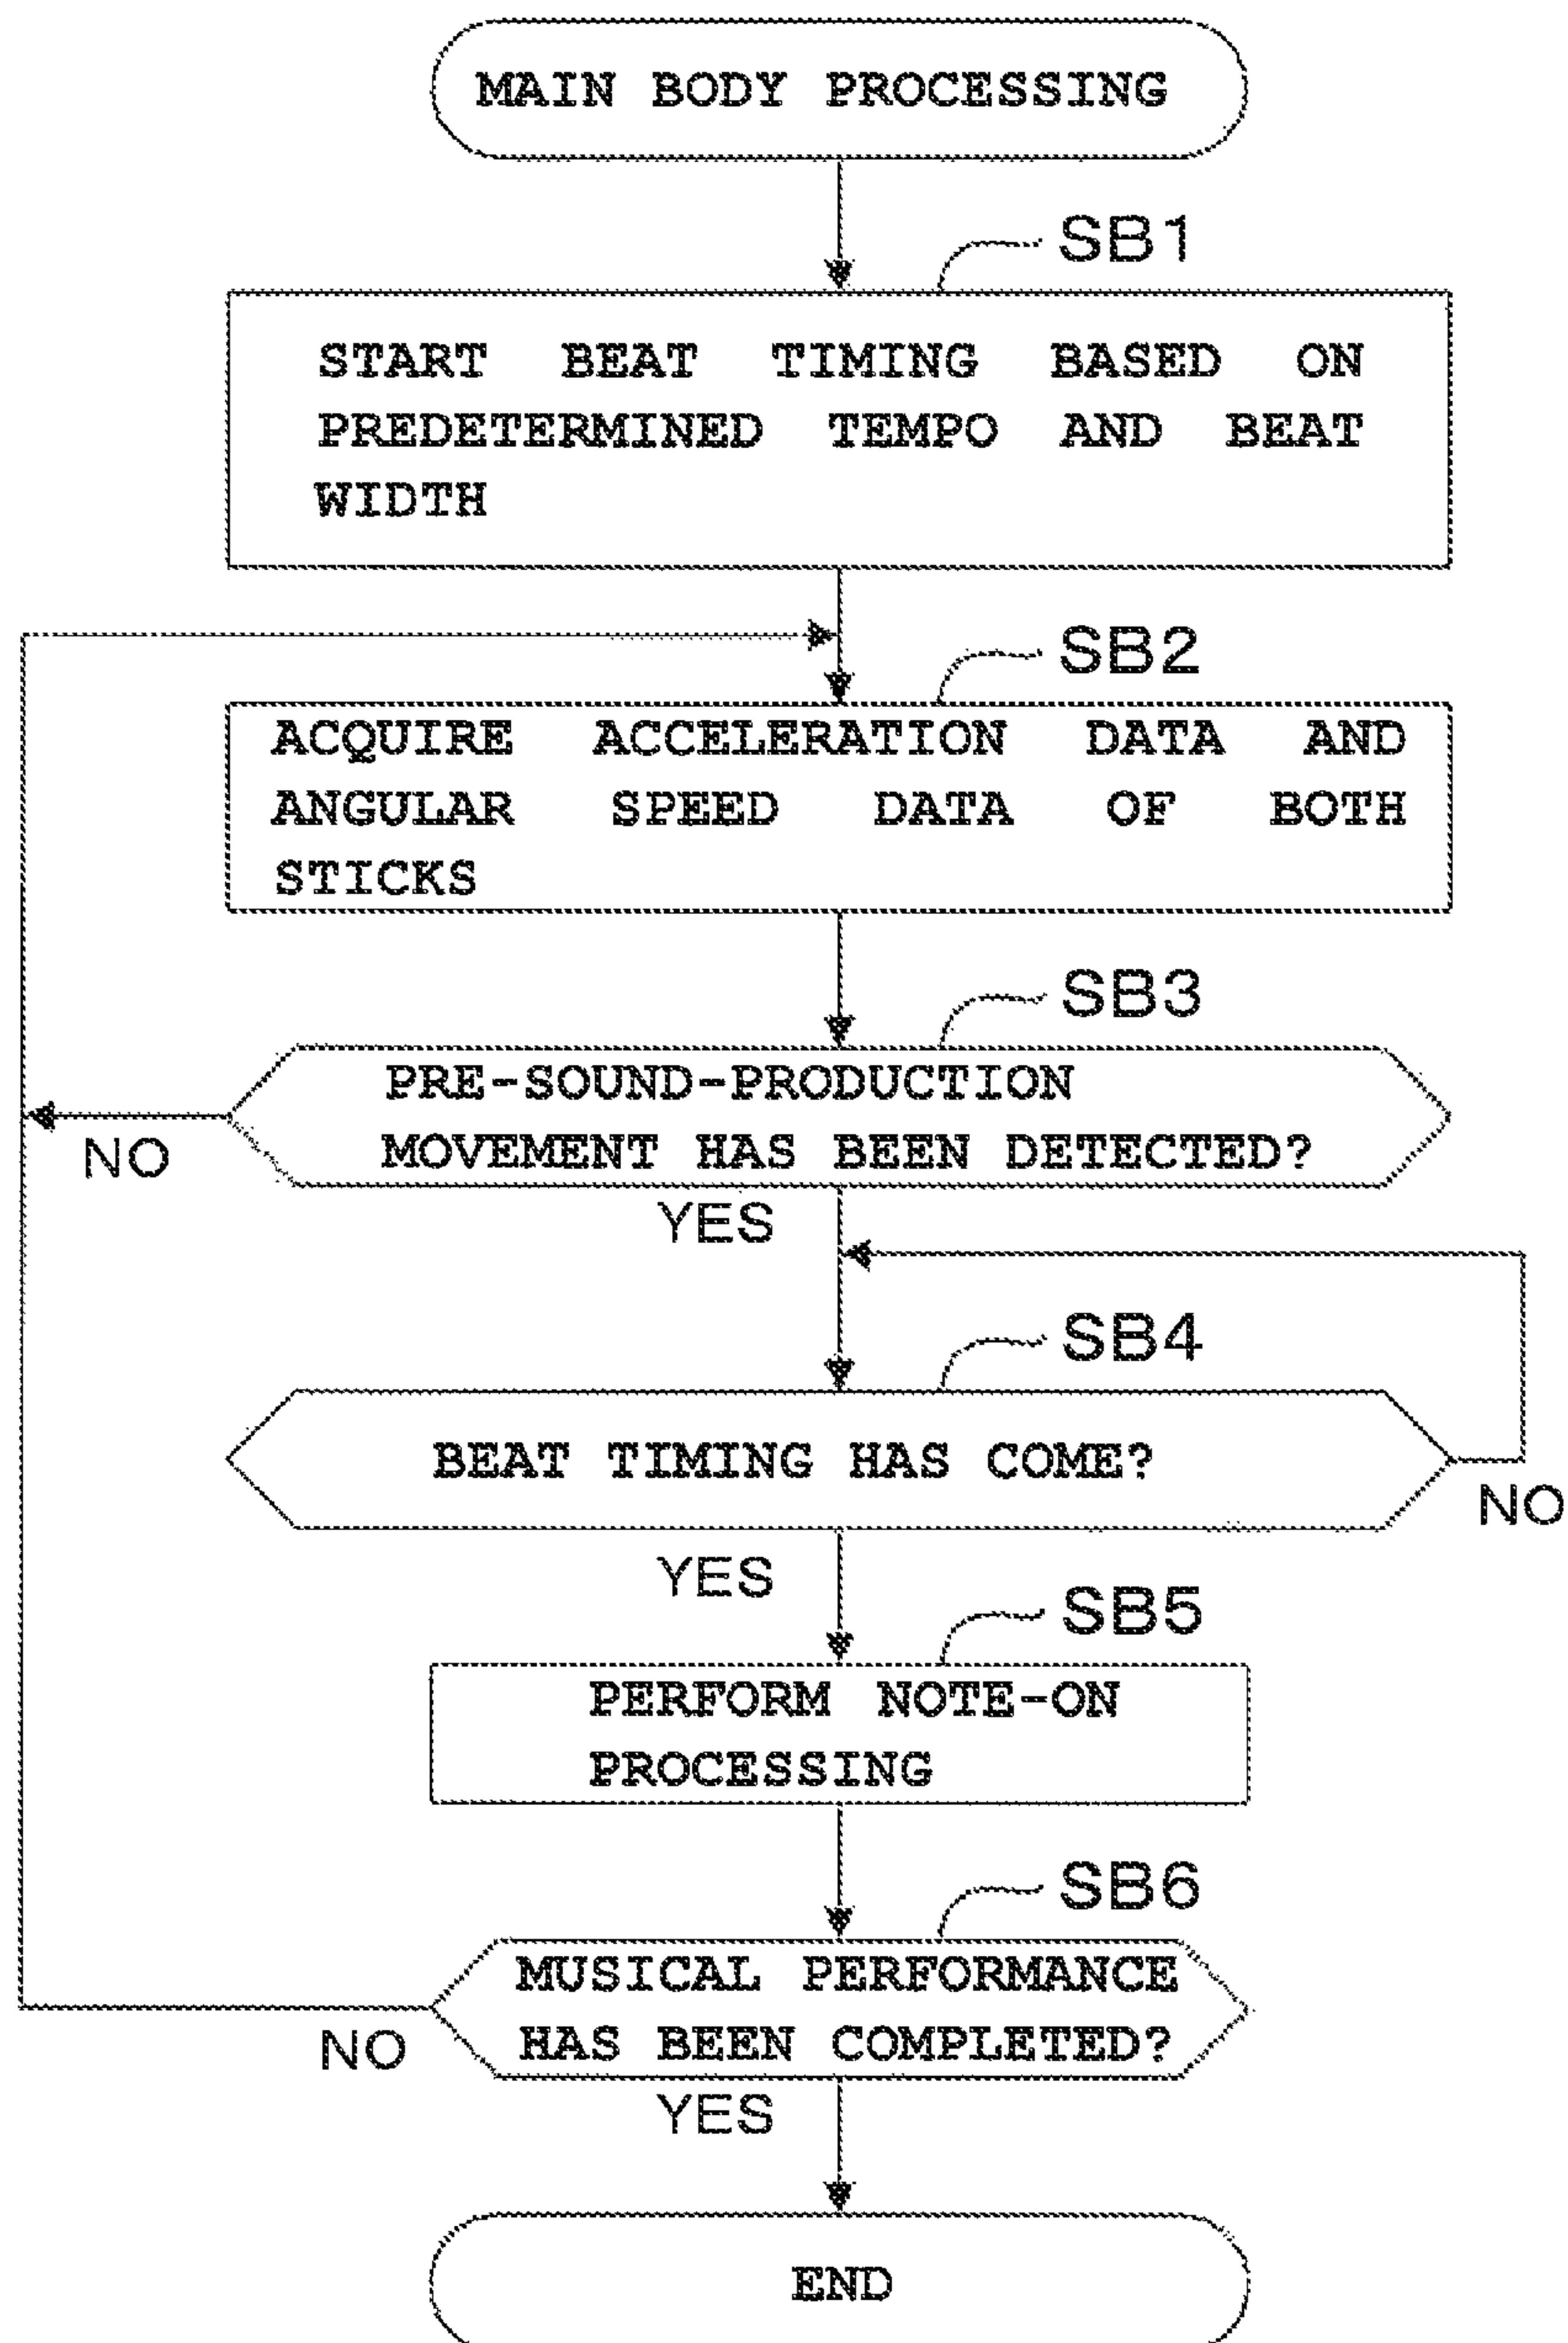 MAIN BODY PROCESSING
SB1
START BEAT TIMING BASED ON
PREDETERMINED TEMPO AND BEAT
WIDTH
SB2
ACQUIRE ACCELERATION DATA AND
ANGULAR SPEED DATA OF BOTH
STICKS
SB3
PRE-SOUND-PRODUCTION
MOVEMENT HAS BEEN DETECTED?
NO
YES
SB4
BEAT TIMING HAS COME?
NO
YES
SB5
PERFORM NOTE-ON
PROCESSING
SB6
MUSICAL PERFORMANCE
HAS BEEN COMPLETED?
NO
YES
END